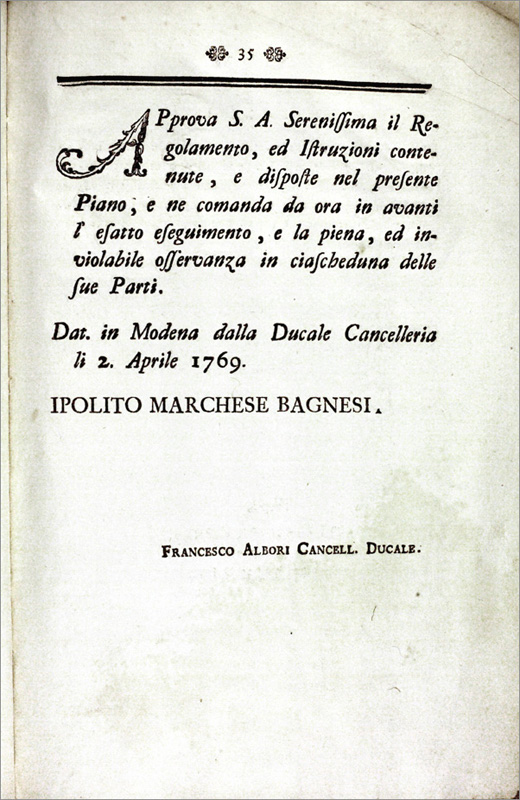 35
APprova S. A. Sereniſſima il Re-
golamento, ed Iſtruzioni conte-
nute, e diſpoſte nel preſente
Piano, e ne comanda da ora in avanti
l' eſatto eſeguimento, e la piena, ed in-
violabile oſſervanza in ciaſcheduna delle
ſue Parti.
Dat. in Modena dalla Ducale Cancelleria
li 2. Aprile 1769.
IPOLITO MARCHESE BAGNESI.
FRANCESCO ALBORI CANCELL. DUCALE.